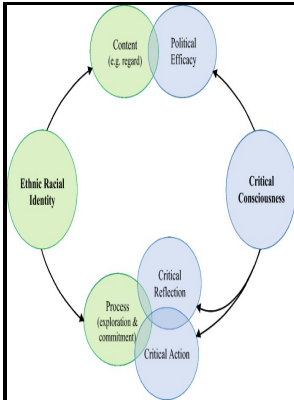 Content
(e.g. regard)
Political
Efficacy
Ethnic Racial
Identity
Critical
Consciousness
Critical
Reflection
Process
(exploration &
commitment)
Critical Action